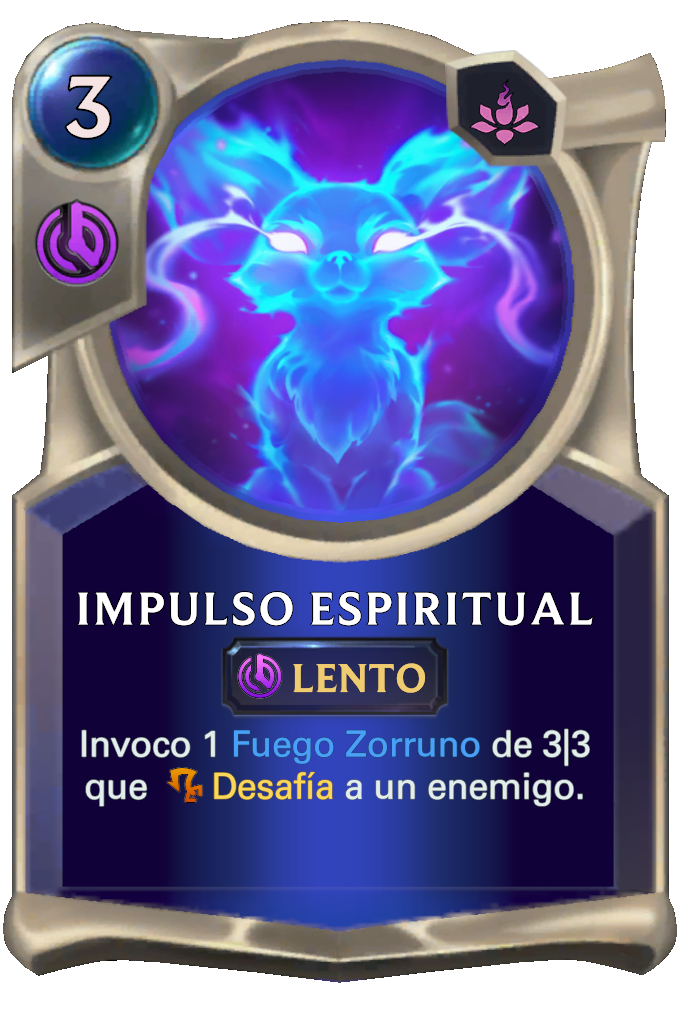 3
IMPULSO ESPIRITUAL
LENTO
Invoco 1 Fuego Zorruno de 3|3
que Desafía a un enemigo.